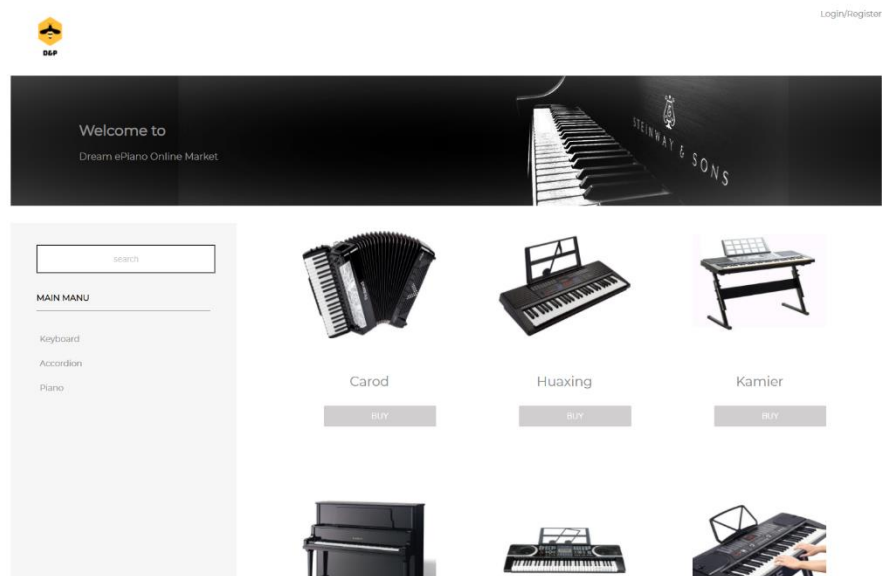 Login/Register
D&P
Welcome to
Dream ePiano Online Market
STEINWAY & SONS
search
MAIN MANU
Keyboard
Accordion
Piano
Carod
Huaxing
Kamier
BUY
BUY
BUY